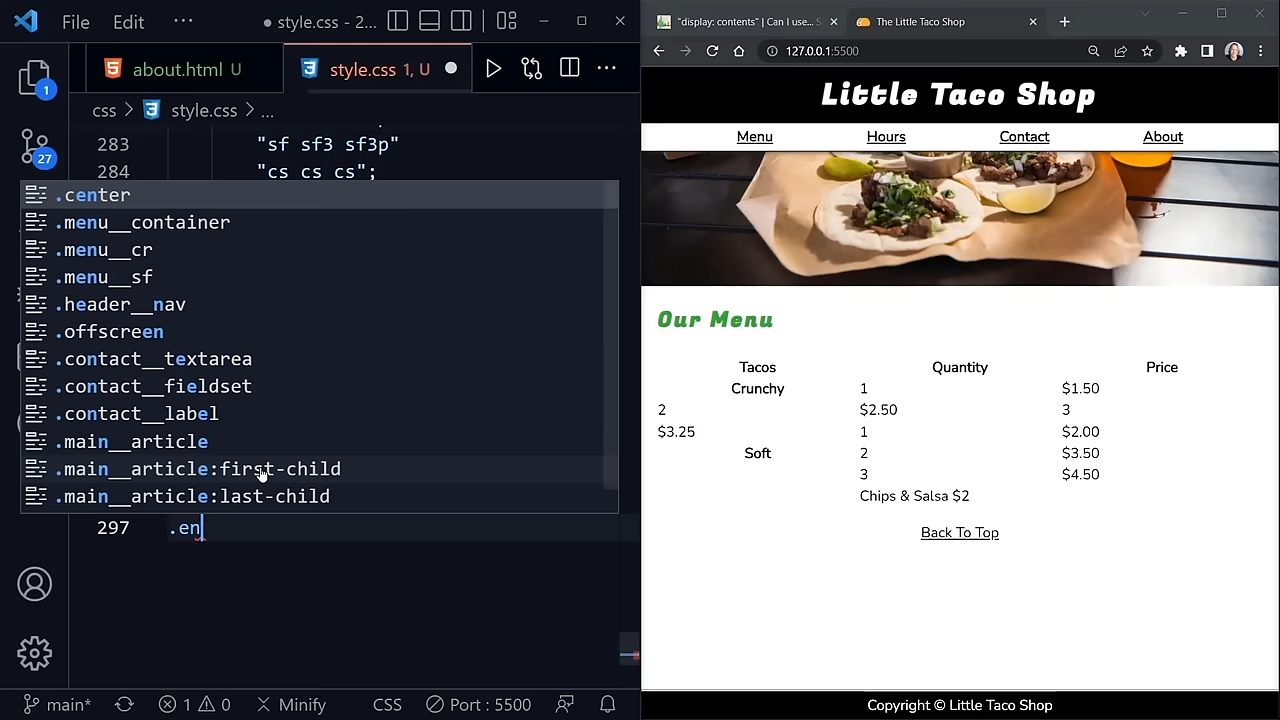 File Edit ··· ● style.css - 2...
about.html U style.css 1, U ●
css > style.css > ...
283 "sf sf3 sf3p"
284 "cs cs cs";
.center
.menu__container
.menu__cr
.menu__sf
.header__nav
.offscreen
.contact__textarea
.contact__fieldset
.contact__label
.main__article
.main__article:first-child
.main__article:last-child
297 .en
1
27
main* 1 0 Minify CSS Port : 5500
"display: contents" | Can I use... S
The Little Taco Shop
127.0.0.1:5500
Little Taco Shop
Menu Hours Contact About
Our Menu
Tacos Quantity Price
Crunchy 1 $1.50
2 $2.50 3
$3.25 1 $2.00
Soft 2 $3.50
3 $4.50
Chips & Salsa $2
Back To Top
Copyright © Little Taco Shop